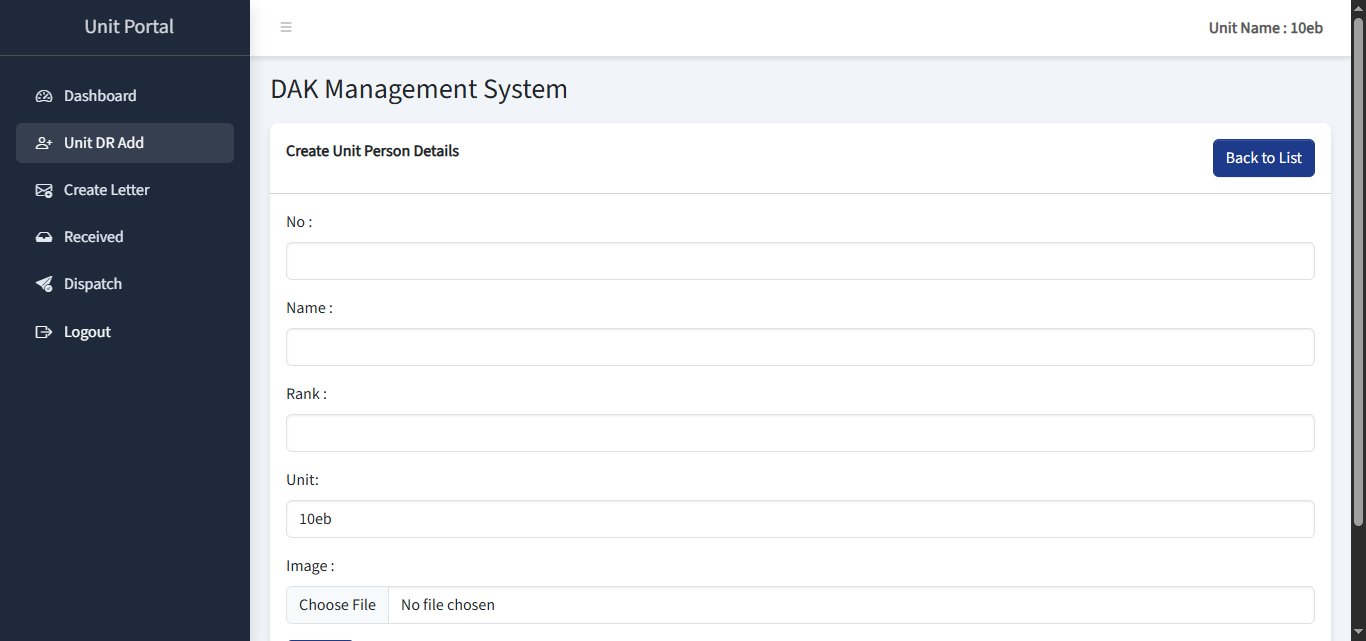 Unit Portal
Unit Name : 10eb
Dashboard
Unit DR Add
Create Letter
Received
Dispatch
Logout
DAK Management System
Create Unit Person Details
Back to List
No :
Name :
Rank :
Unit:
10eb
Image :
Choose File No file chosen